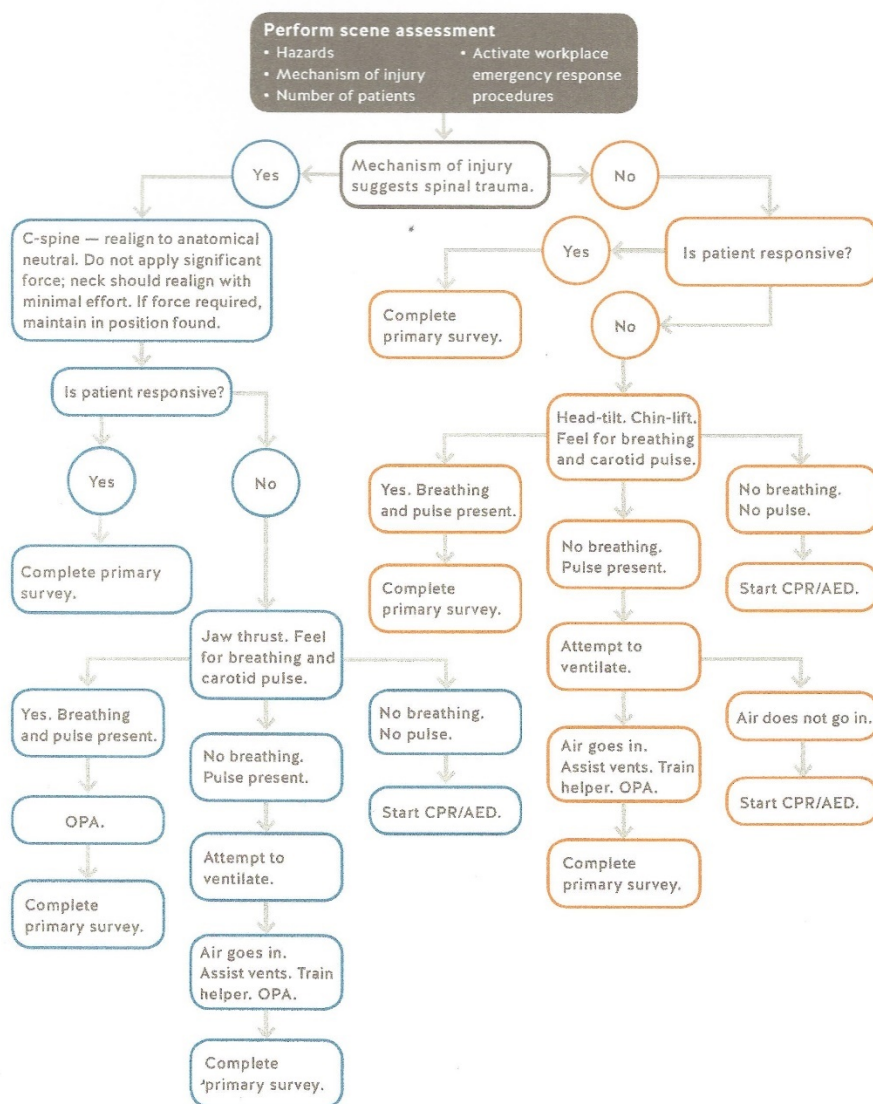 Perform scene assessment
• Hazards
• Mechanism of injury
• Number of patients
• Activate workplace
emergency response
procedures
Yes
Mechanism of injury
suggests spinal trauma.
No
C-spine — realign to anatomical
neutral. Do not apply significant
force; neck should realign with
minimal effort. If force required,
maintain in position found.
Yes
Is patient responsive?
Complete
primary survey.
No
Is patient responsive?
Yes
No
Head-tilt. Chin-lift.
Feel for breathing
and carotid pulse.
Yes. Breathing
and pulse present.
No breathing.
No pulse.
No breathing.
Pulse present.
Complete primary
survey.
Complete
primary survey.
Start CPR/AED.
Jaw thrust. Feel
for breathing and
carotid pulse.
Attempt to
ventilate.
Yes. Breathing
and pulse present.
No breathing.
No pulse.
Air does not go in.
No breathing.
Pulse present.
Air goes in.
Assist vents. Train
helper. OPA.
OPA.
Start CPR/AED.
Start CPR/AED.
Attempt to
ventilate.
Complete
primary survey.
Complete
primary survey.
Air goes in.
Assist vents. Train
helper. OPA.
Complete
primary survey.